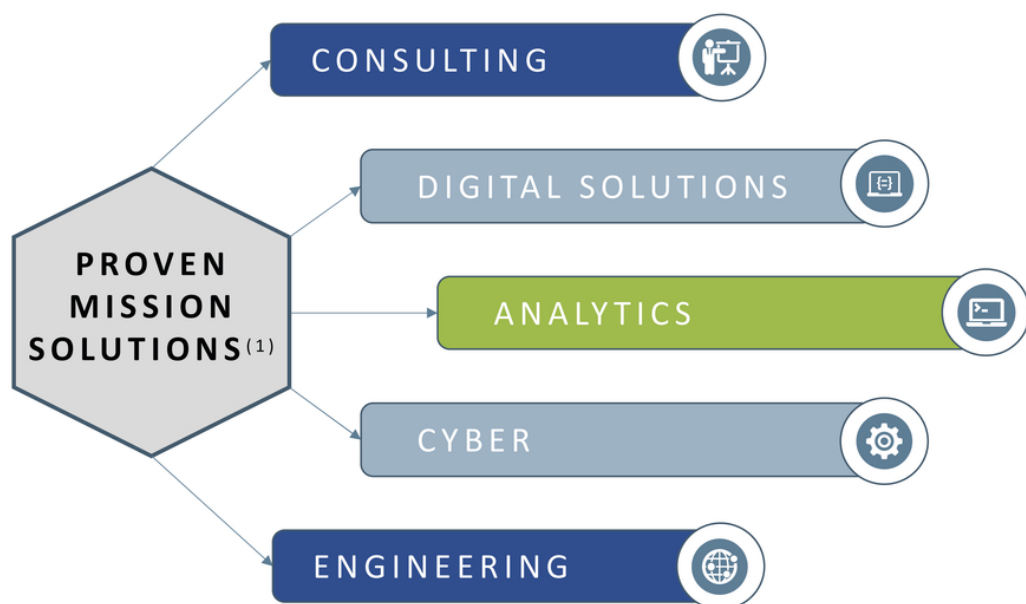 CONSULTING
DIGITAL SOLUTIONS
PROVEN
MISSION
SOLUTIONS(1)
ANALYTICS
CYBER
ENGINEERING